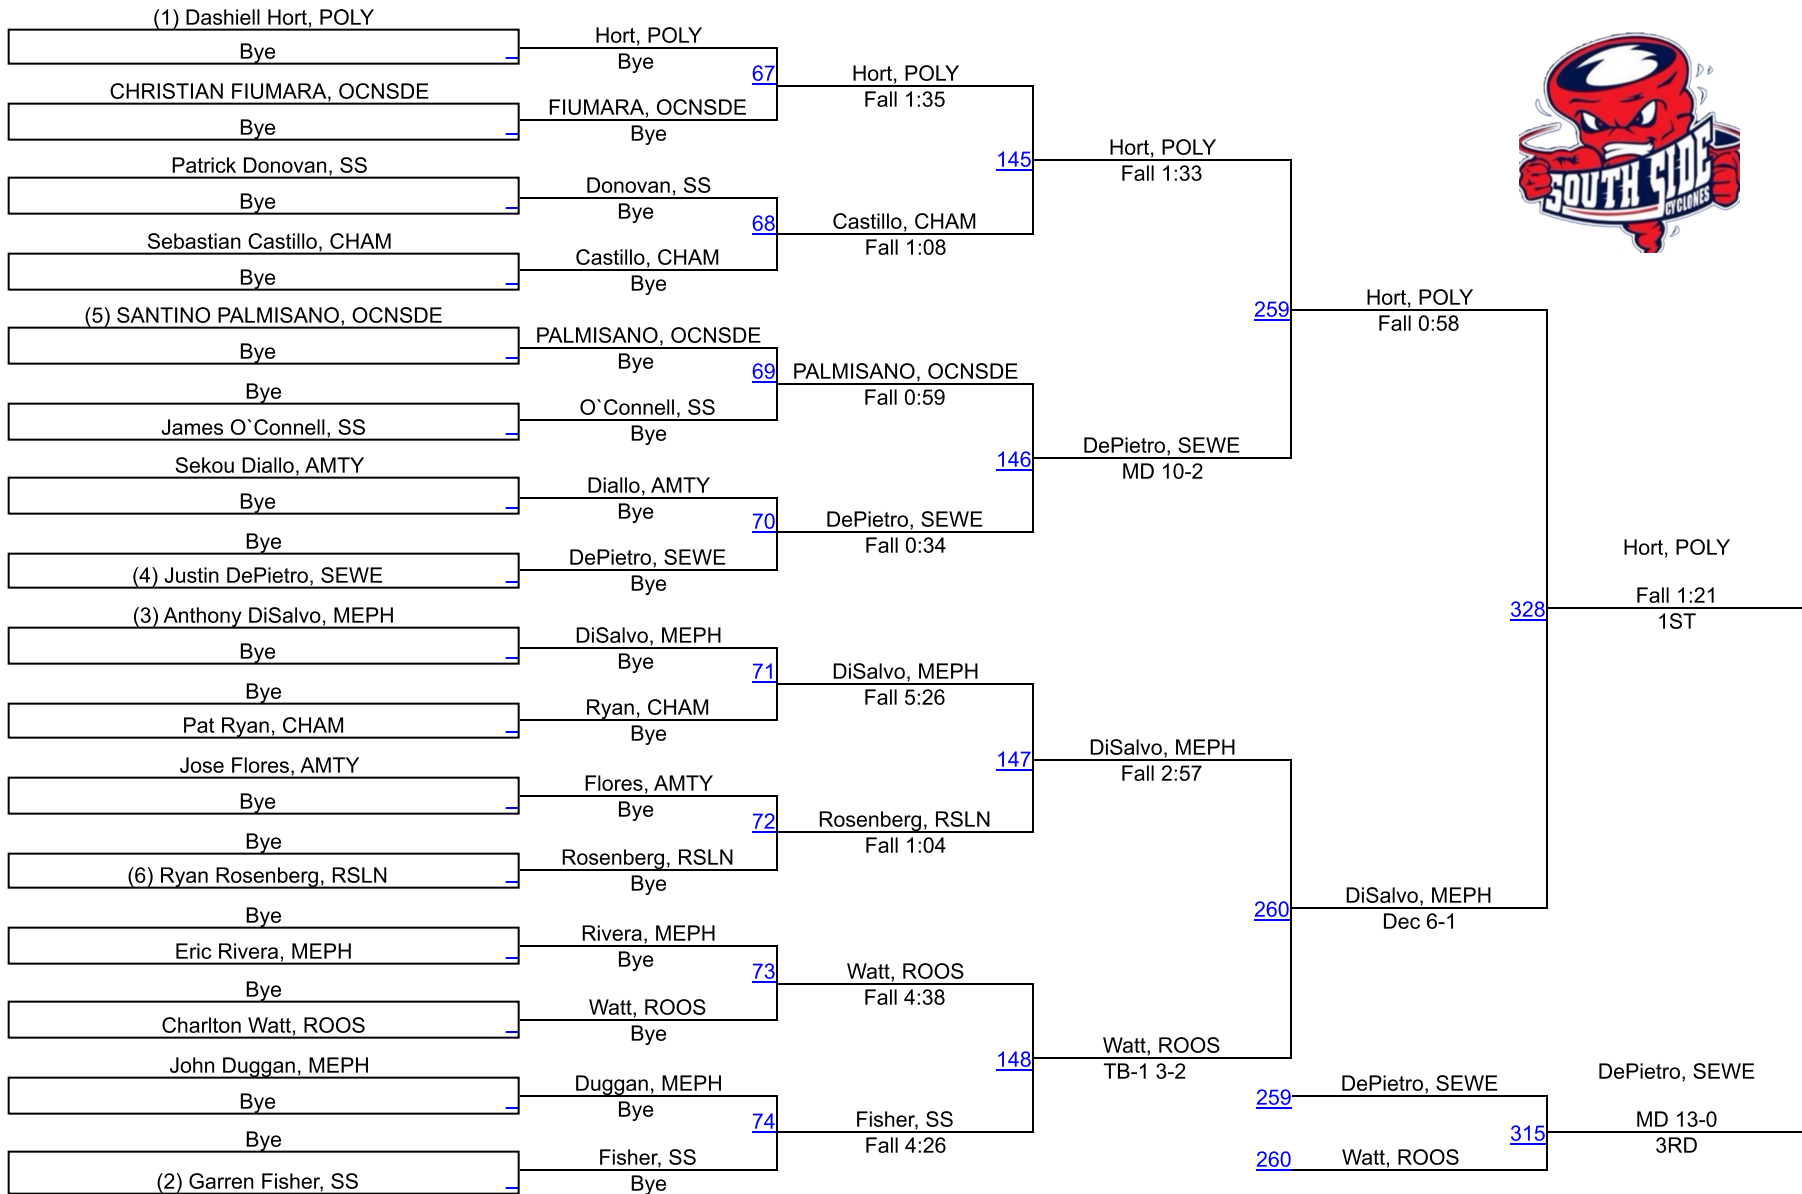 (1) Dashiell Hort, POLY
Bye
CHRISTIAN FIUMARA, OCNSDE
Bye
Patrick Donovan, SS
Bye
Sebastian Castillo, CHAM
Bye
(5) SANTINO PALMISANO, OCNSDE
Bye
Bye
James O`Connell, SS
Sekou Diallo, AMTY
Bye
Bye
(4) Justin DePietro, SEWE
(3) Anthony DiSalvo, MEPH
Bye
Bye
Pat Ryan, CHAM
Jose Flores, AMTY
Bye
Bye
(6) Ryan Rosenberg, RSLN
Bye
Eric Rivera, MEPH
Bye
Charlton Watt, ROOS
John Duggan, MEPH
Bye
Bye
(2) Garren Fisher, SS
Hort, POLY
Bye
67
FIUMARA, OCNSDE
Bye
Donovan, SS
Bye
68
Castillo, CHAM
Bye
PALMISANO, OCNSDE
Bye
69
O`Connell, SS
Bye
Diallo, AMTY
Bye
70
DePietro, SEWE
Bye
DiSalvo, MEPH
Bye
71
Ryan, CHAM
Bye
Flores, AMTY
Bye
72
Rosenberg, RSLN
Bye
Rivera, MEPH
Bye
73
Watt, ROOS
Bye
Duggan, MEPH
Bye
74
Fisher, SS
Bye
Hort, POLY
Fall 1:35
145
Castillo, CHAM
Fall 1:08
PALMISANO, OCNSDE
Fall 0:59
146
DePietro, SEWE
Fall 0:34
DiSalvo, MEPH
Fall 5:26
147
Rosenberg, RSLN
Fall 1:04
Watt, ROOS
Fall 4:38
148
Fisher, SS
Fall 4:26
Hort, POLY
Fall 1:33
259
DePietro, SEWE
MD 10-2
DiSalvo, MEPH
Fall 2:57
260
Watt, ROOS
TB-1 3-2
Hort, POLY
Fall 0:58
328
DiSalvo, MEPH
Dec 6-1
259
DePietro, SEWE
315
260
Watt, ROOS
SOUTH SIDE
CYCLONES
Hort, POLY
Fall 1:21
1ST
DePietro, SEWE
MD 13-0
3RD